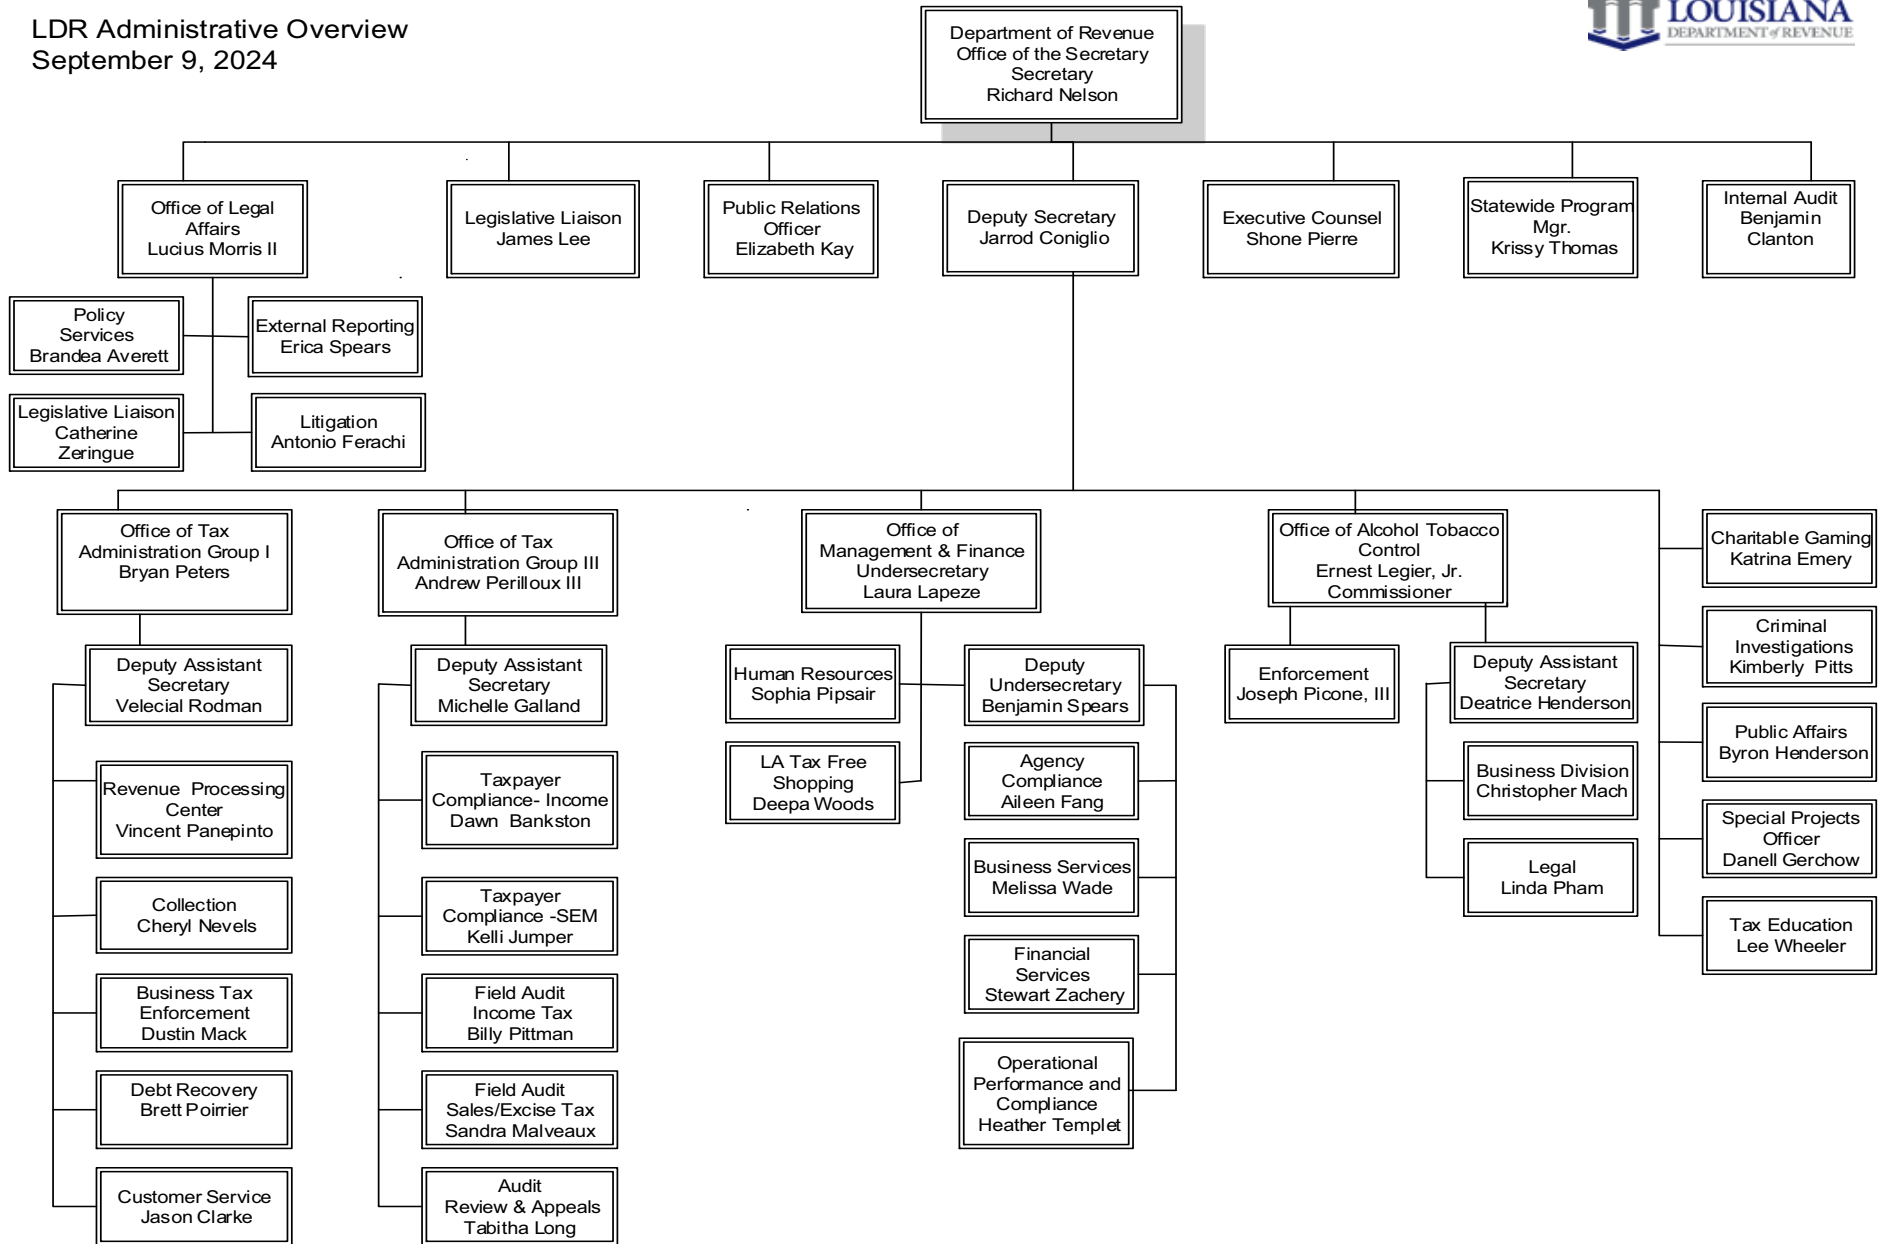 LDR Administrative Overview
September 9, 2024
LOUISIANA
DEPARTMENT of REVENUE
Department of Revenue
Office of the Secretary
Secretary
Richard Nelson
Office of Legal
Affairs
Lucius Morris II
Legislative Liaison
James Lee
Public Relations
Officer
Elizabeth Kay
Deputy Secretary
Jarrod Coniglio
Executive Counsel
Shone Pierre
Statewide Program
Mgr.
Krissy Thomas
Internal Audit
Benjamin
Clanton
Policy
Services
Brandea Averett
External Reporting
Erica Spears
Legislative Liaison
Catherine
Zeringue
Litigation
Antonio Ferachi
Office of Tax
Administration Group I
Bryan Peters
Office of Tax
Administration Group III
Andrew Perilloux III
Office of
Management & Finance
Undersecretary
Laura Lapeze
Office of Alcohol Tobacco
Control
Ernest Legier, Jr.
Commissioner
Charitable Gaming
Katrina Emery
Criminal
Investigations
Kimberly Pitts
Public Affairs
Byron Henderson
Special Projects
Officer
Danell Gerchow
Tax Education
Lee Wheeler
Deputy Assistant
Secretary
Velecial Rodman
Revenue Processing
Center
Vincent Panepinto
Collection
Cheryl Nevels
Business Tax
Enforcement
Dustin Mack
Debt Recovery
Brett Poirrier
Customer Service
Jason Clarke
Deputy Assistant
Secretary
Michelle Galland
Taxpayer
Compliance- Income
Dawn Bankston
Taxpayer
Compliance -SEM
Kelli Jumper
Field Audit
Income Tax
Billy Pittman
Field Audit
Sales/Excise Tax
Sandra Malveaux
Audit
Review & Appeals
Tabitha Long
Human Resources
Sophia Pipsair
LA Tax Free
Shopping
Deepa Woods
Deputy
Undersecretary
Benjamin Spears
Agency
Compliance
Aileen Fang
Business Services
Melissa Wade
Financial
Services
Stewart Zachery
Operational
Performance and
Compliance
Heather Templet
Enforcement
Joseph Picone, III
Deputy Assistant
Secretary
Deatrice Henderson
Business Division
Christopher Mach
Legal
Linda Pham